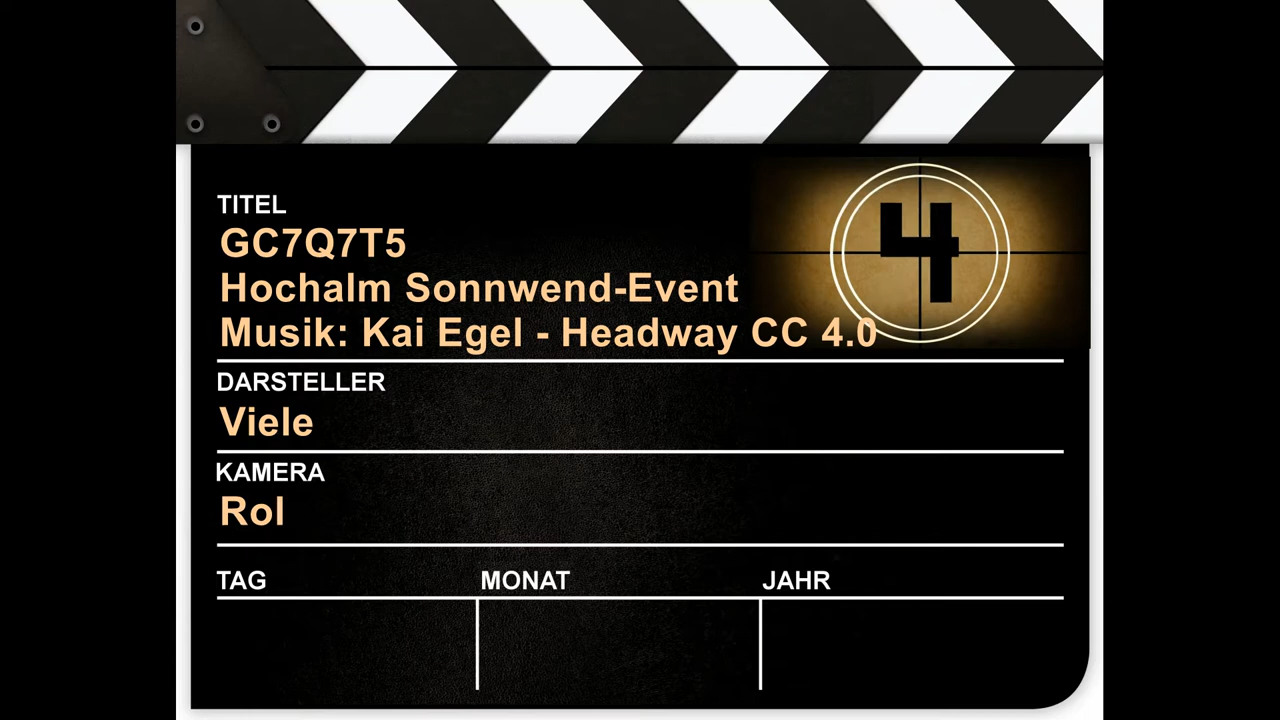 TITEL
GC7Q7T5
Hochalm Sonnwend-Event
Musik: Kai Egel - Headway CC 4.0
4
DARSTELLER
Viele
KAMERA
Rol
TAG MONAT JAHR